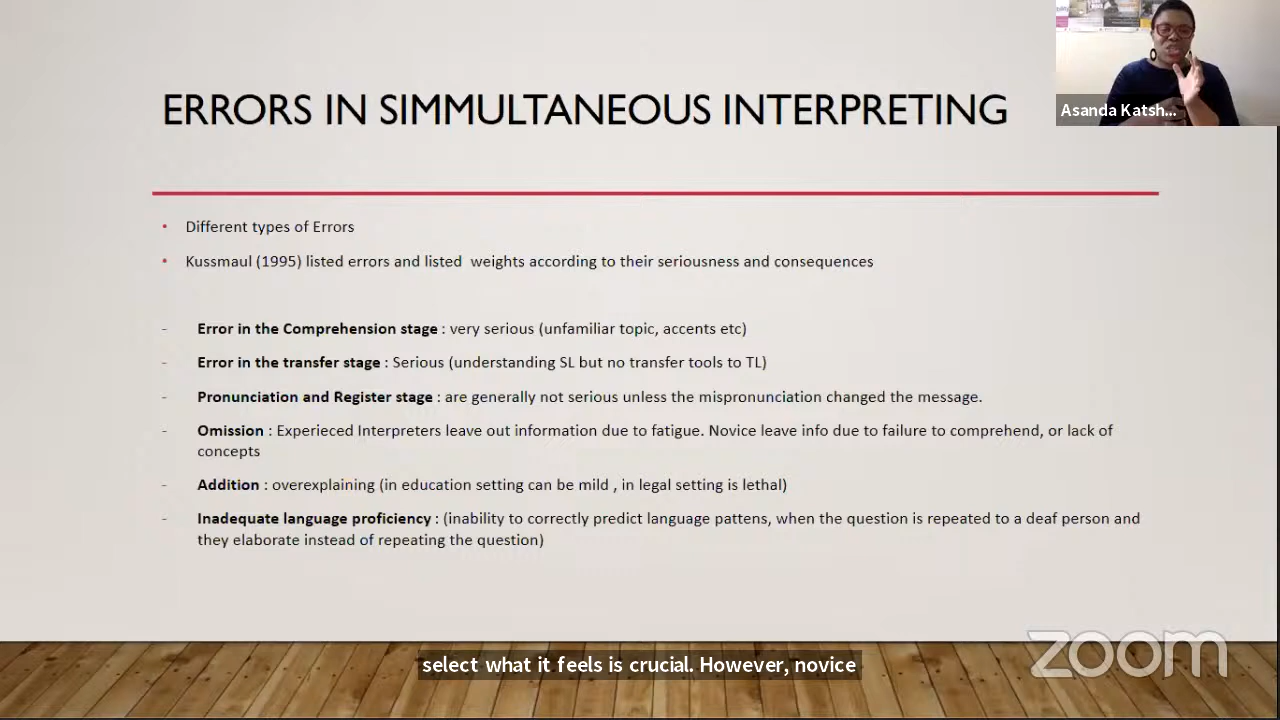 ERRORS IN SIMMULTANEOUS INTERPRETING
Asanda Katsh...
• Different types of Errors
• Kussmaul (1995) listed errors and listed weights according to their seriousness and consequences
- Error in the Comprehension stage : very serious (unfamiliar topic, accents etc)
- Error in the transfer stage : Serious (understanding SL but no transfer tools to TL)
- Pronunciation and Register stage : are generally not serious unless the mispronunciation changed the message.
- Omission : Experieced Interpreters leave out information due to fatigue. Novice leave info due to failure to comprehend, or lack of
concepts
- Addition : overexplaining (in education setting can be mild , in legal setting is lethal)
- Inadequate language proficiency : (inability to correctly predict language pattens, when the question is repeated to a deaf person and
they elaborate instead of repeating the question)
zoom
select what it feels is crucial. However, novice